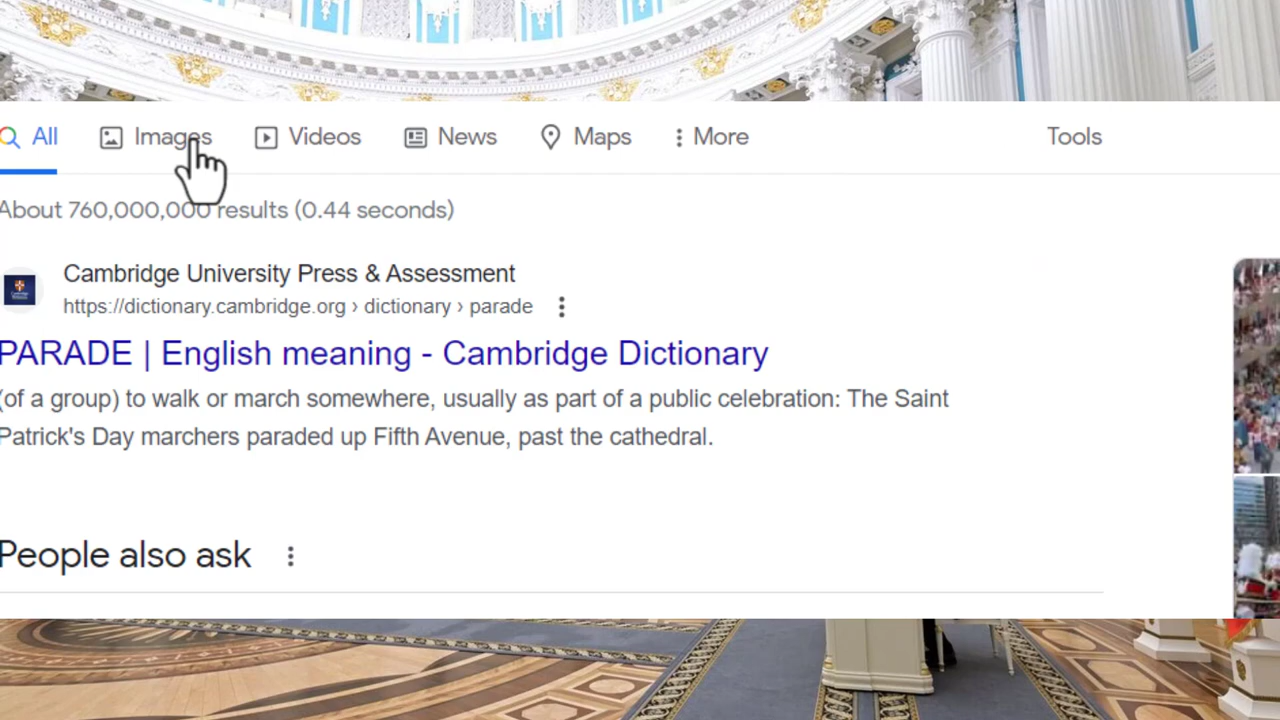 All Images Videos News Maps More Tools
About 760,000,000 results (0.44 seconds)
Cambridge University Press & Assessment
https://dictionary.cambridge.org › dictionary › parade
PARADE | English meaning - Cambridge Dictionary
(of a group) to walk or march somewhere, usually as part of a public celebration: The Saint
Patrick's Day marchers paraded up Fifth Avenue, past the cathedral.
People also ask